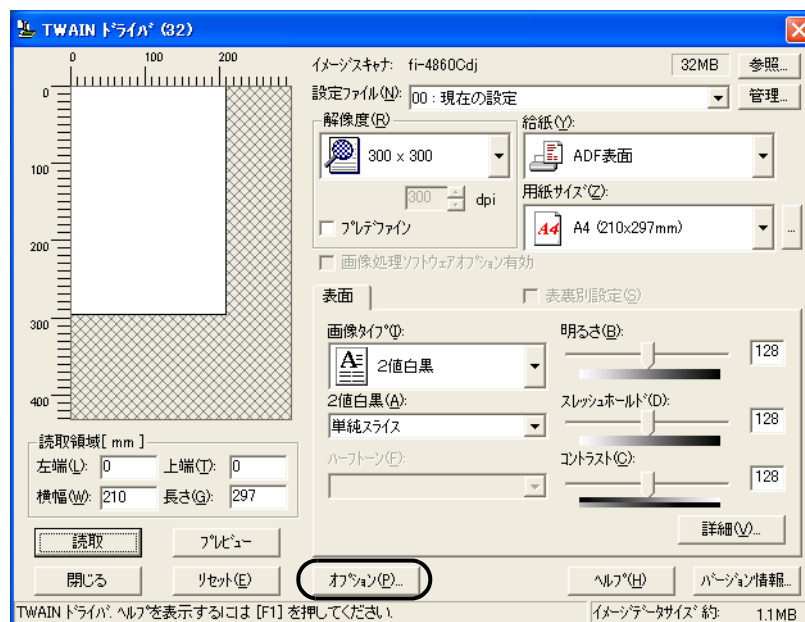 TWAIN ﾄﾞﾗｲﾊﾞ (32)
0 100 200
0
100
200
300
400
イメージスキャナ: fi-4860Cdj 32MB 参照...
設定ファイル(N): 00 : 現在の設定 管理...
解像度(R)
300 × 300
300 dpi
プレデファイン
給紙(Y):
ADF表面
用紙サイズ(Z):
A4 A4 (210x297mm) ...
画像処理ソフトウェアオプション有効
表面
表裏別設定(S)
画像タイプ(I):
A 2値白黒
2値白黒(A):
単純スライス
ハーフトーン(F):
明るさ(B):
128
スレッショホールド(D):
128
コントラスト(C):
128
詳細(V)...
読取領域[ mm ]
左端(L): 0 上端(T): 0
横幅(W): 210 長さ(G): 297
読取 プレビュー
閉じる リセット(E) オプション(P)... ヘルプ(H) バージョン情報...
TWAIN ドライバ. ヘルプを表示するには [F1] を押してください. イメージデータサイズ 約: 1.1MB